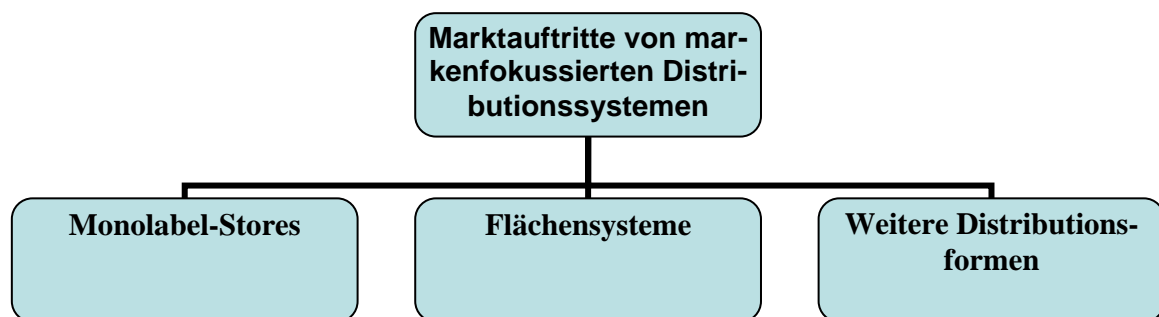 Marktauftritte von mar-
kenfokussierten Distri-
butionssystemen
Monolabel-Stores
Flächensysteme
Weitere Distributions-
formen